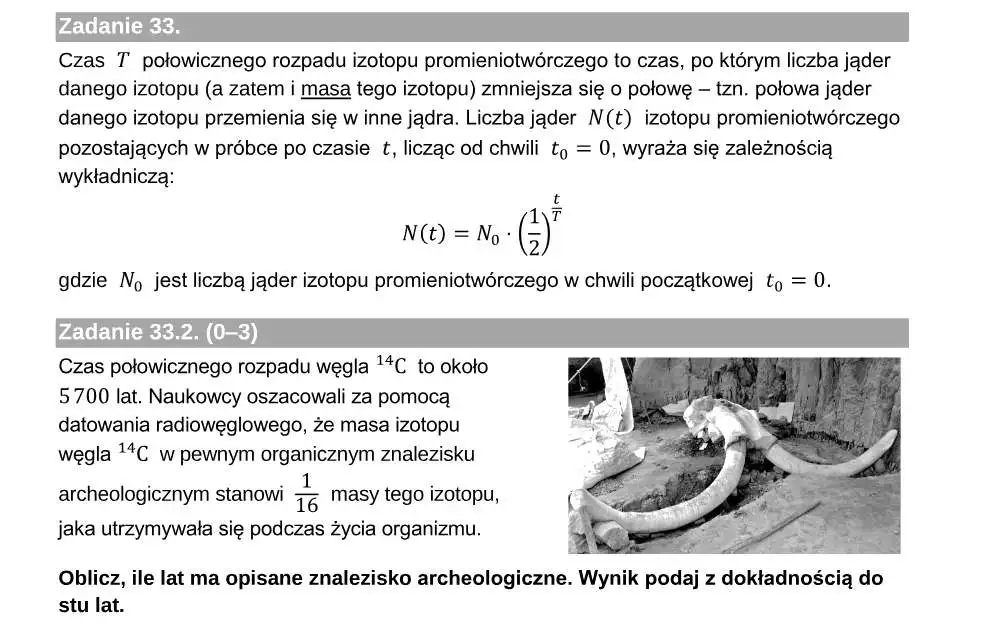 Zadanie 33.
Czas T połowicznego rozpadu izotopu promieniotwórczego to czas, po którym liczba jąder
danego izotopu (a zatem i masa tego izotopu) zmniejsza się o połowę – tzn. połowa jąder
danego izotopu przemienia się w inne jądra. Liczba jąder N(t) izotopu promieniotwórczego
pozostających w próbce po czasie t, licząc od chwili t₀ = 0, wyraża się zależnością
wykładniczą:
N(t) = N₀ · (1/2)^(t/T)
gdzie N₀ jest liczbą jąder izotopu promieniotwórczego w chwili początkowej t₀ = 0.
Zadanie 33.2. (0–3)
Czas połowicznego rozpadu węgla ¹⁴C to około
5 700 lat. Naukowcy oszacowali za pomocą
datowania radiowęglowego, że masa izotopu
węgla ¹⁴C w pewnym organicznym znalezisku
archeologicznym stanowi 1/16 masy tego izotopu,
jaka utrzymywała się podczas życia organizmu.
Oblicz, ile lat ma opisane znalezisko archeologiczne. Wynik podaj z dokładnością do
stu lat.